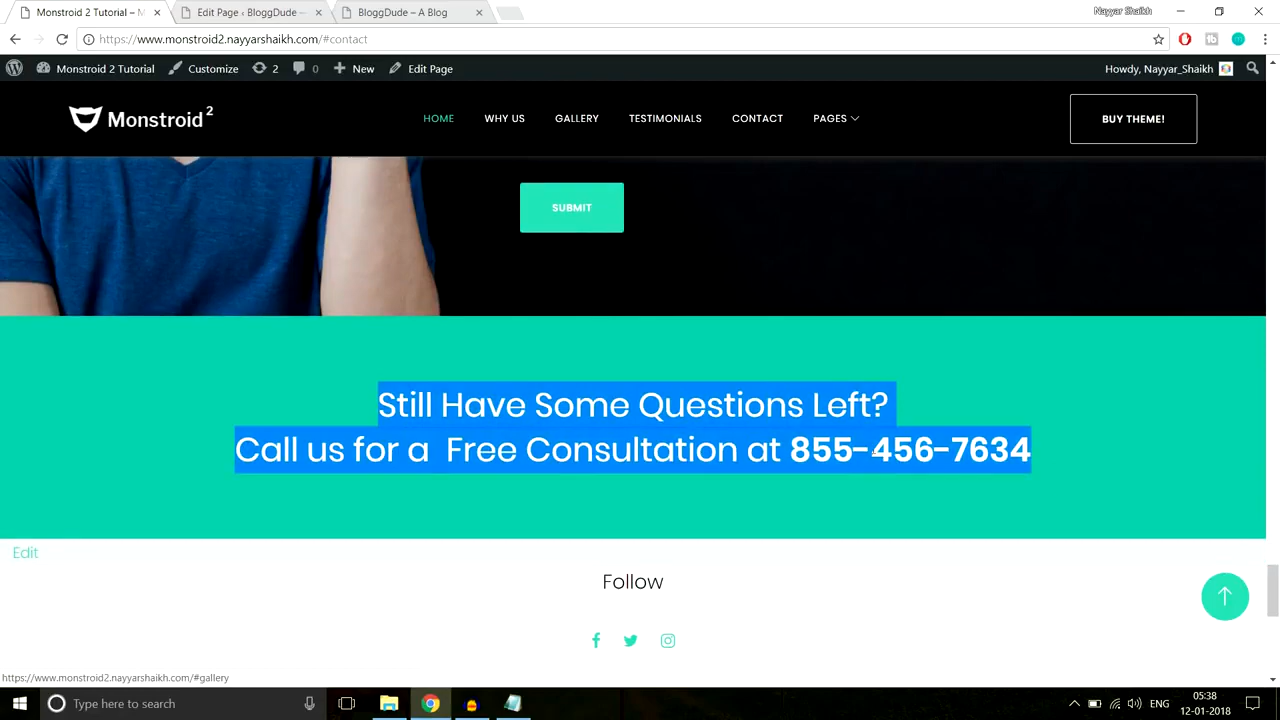 Monstroid 2 Tutorial – M
Edit Page ‹ BloggDude —
BloggDude – A Blog
Nayyar Shaikh
https://www.monstroid2.nayyarshaikh.com/#contact
Monstroid 2 Tutorial
Customize
2
0
New
Edit Page
Howdy, Nayyar_Shaikh
Monstroid 2
HOME
WHY US
GALLERY
TESTIMONIALS
CONTACT
PAGES
BUY THEME!
SUBMIT
Still Have Some Questions Left?
Call us for a Free Consultation at 855-456-7634
Edit
Follow
https://www.monstroid2.nayyarshaikh.com/#gallery
Type here to search
ENG
05:38
12-01-2018